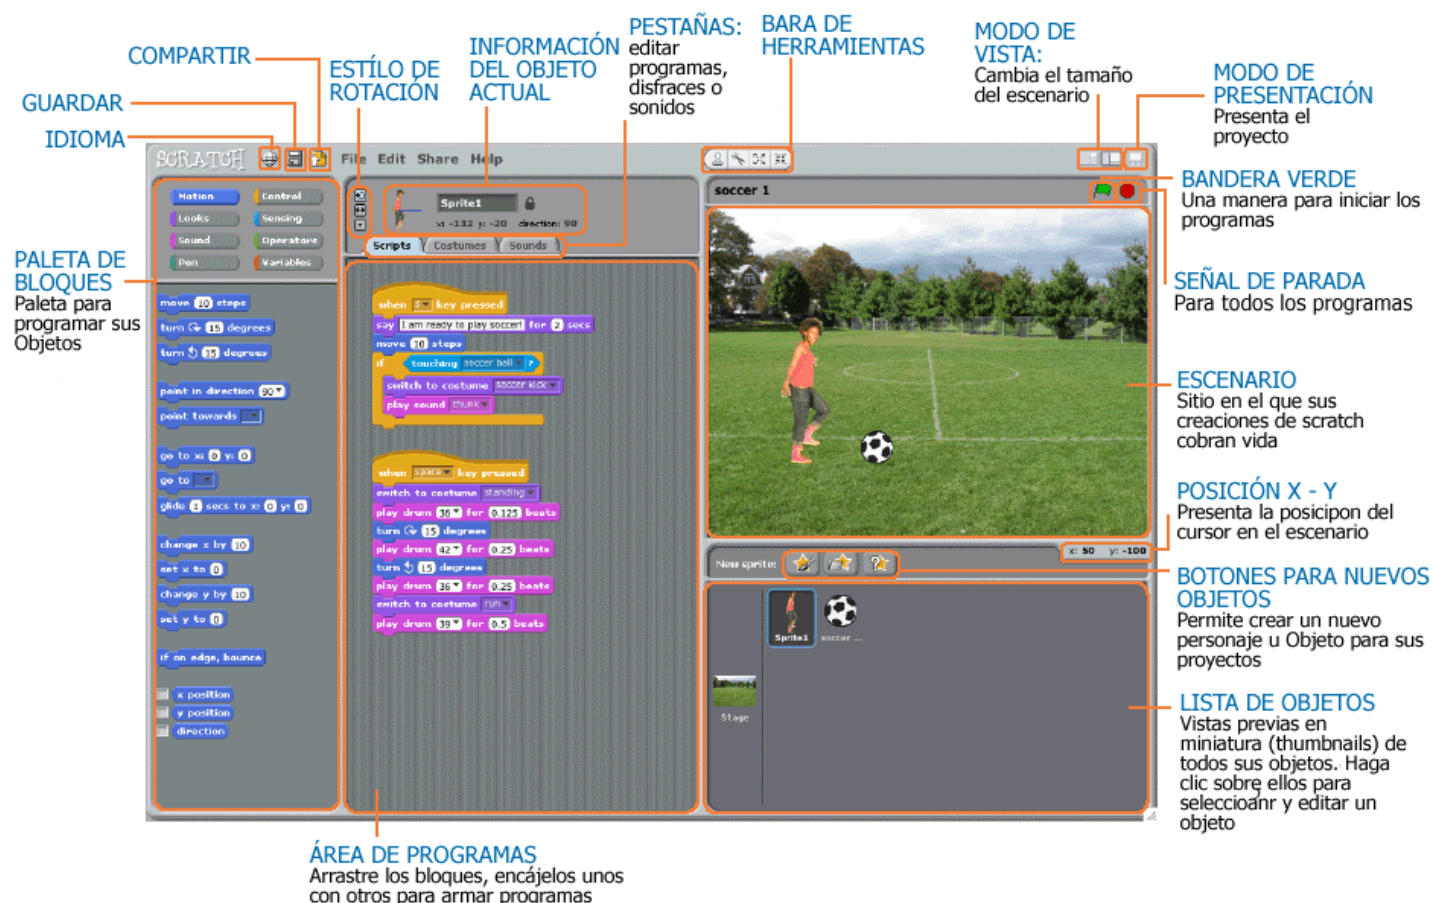 COMPARTIR
GUARDAR
IDIOMA
ESTÍLO DE
ROTACIÓN
INFORMACIÓN
DEL OBJETO
ACTUAL
PESTAÑAS:
editar
programas,
disfraces o
sonidos
BARA DE
HERRAMIENTAS
MODO DE
VISTA:
Cambia el tamaño
del escenario
MODO DE
PRESENTACIÓN
Presenta el
proyecto
SCRATCH
File Edit Share Help
Motion Control
Looks Sensing
Sound Operators
Pen Variables
Sprite1
x: -132 y: -20 direction: 90
Scripts Costumes Sounds
soccer 1
BANDERA VERDE
Una manera para iniciar los
programas
SEÑAL DE PARADA
Para todos los programas
PALETA DE
BLOQUES
Paleta para
programar sus
Objetos
move 10 steps
turn 15 degrees
turn 15 degrees
point in direction 90
point towards
go to x: 0 y: 0
go to
glide 1 secs to x: 0 y: 0
change x by 10
set x to 0
change y by 10
set y to 0
if on edge, bounce
x position
y position
direction
when s key pressed
say I am ready to play soccer! for 2 secs
move 10 steps
if touching soccer ball ?
switch to costume soccer kick
play sound thunk
when space key pressed
switch to costume standing
play drum 36 for 0.125 beats
turn 15 degrees
play drum 42 for 0.25 beats
turn 15 degrees
play drum 36 for 0.25 beats
switch to costume run
play drum 39 for 0.5 beats
ESCENARIO
Sitio en el que sus
creaciones de scratch
cobran vida
POSICIÓN X - Y
Presenta la posicipon del
cursor en el escenario
x: 50 y: -100
New sprite:
BOTONES PARA NUEVOS
OBJETOS
Permite crear un nuevo
personaje u Objeto para sus
proyectos
Sprite1 soccer ...
Stage
LISTA DE OBJETOS
Vistas previas en
miniatura (thumbnails) de
todos sus objetos. Haga
clic sobre ellos para
seleccioánr y editar un
objeto
ÁREA DE PROGRAMAS
Arrastre los bloques, encájelos unos
con otros para armar programas